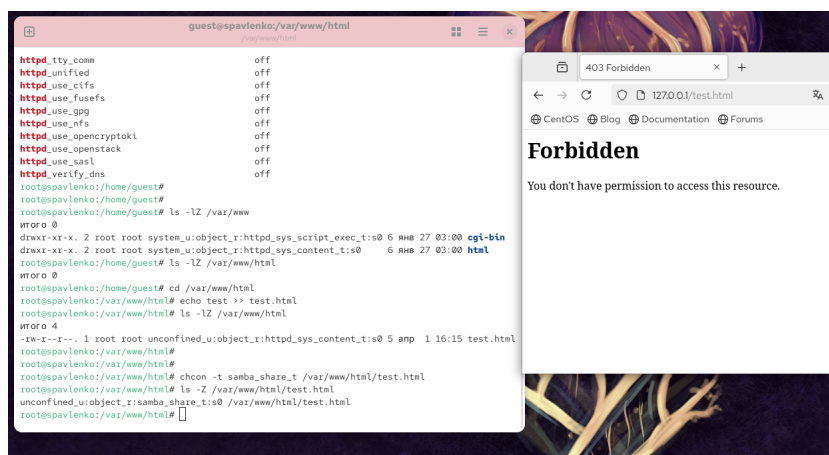 guest@spavlenko:/var/www/html
/var/www/html
httpd_tty_comm off
httpd_unified off
httpd_use_cifs off
httpd_use_fusefs off
httpd_use_gpg off
httpd_use_nfs off
httpd_use_opencryptoki off
httpd_use_openstack off
httpd_use_sasl off
httpd_verify_dns off
root@spavlenko:/home/guest#
root@spavlenko:/home/guest#
root@spavlenko:/home/guest# ls -lZ /var/www
итого 0
drwxr-xr-x. 2 root root system_u:object_r:httpd_sys_script_exec_t:s0 6 янв 27 03:00 cgi-bin
drwxr-xr-x. 2 root root system_u:object_r:httpd_sys_content_t:s0 6 янв 27 03:00 html
root@spavlenko:/home/guest# ls -lZ /var/www/html
итого 0
root@spavlenko:/home/guest# cd /var/www/html
root@spavlenko:/var/www/html# echo test >> test.html
root@spavlenko:/var/www/html# ls -lZ /var/www/html
итого 4
-rw-r--r--. 1 root root unconfined_u:object_r:httpd_sys_content_t:s0 5 апр 1 16:15 test.html
root@spavlenko:/var/www/html#
root@spavlenko:/var/www/html#
root@spavlenko:/var/www/html# chcon -t samba_share_t /var/www/html/test.html
root@spavlenko:/var/www/html# ls -Z /var/www/html/test.html
unconfined_u:object_r:samba_share_t:s0 /var/www/html/test.html
root@spavlenko:/var/www/html#
403 Forbidden
127.0.0.1/test.html
CentOS Blog Documentation Forums
Forbidden
You don't have permission to access this resource.